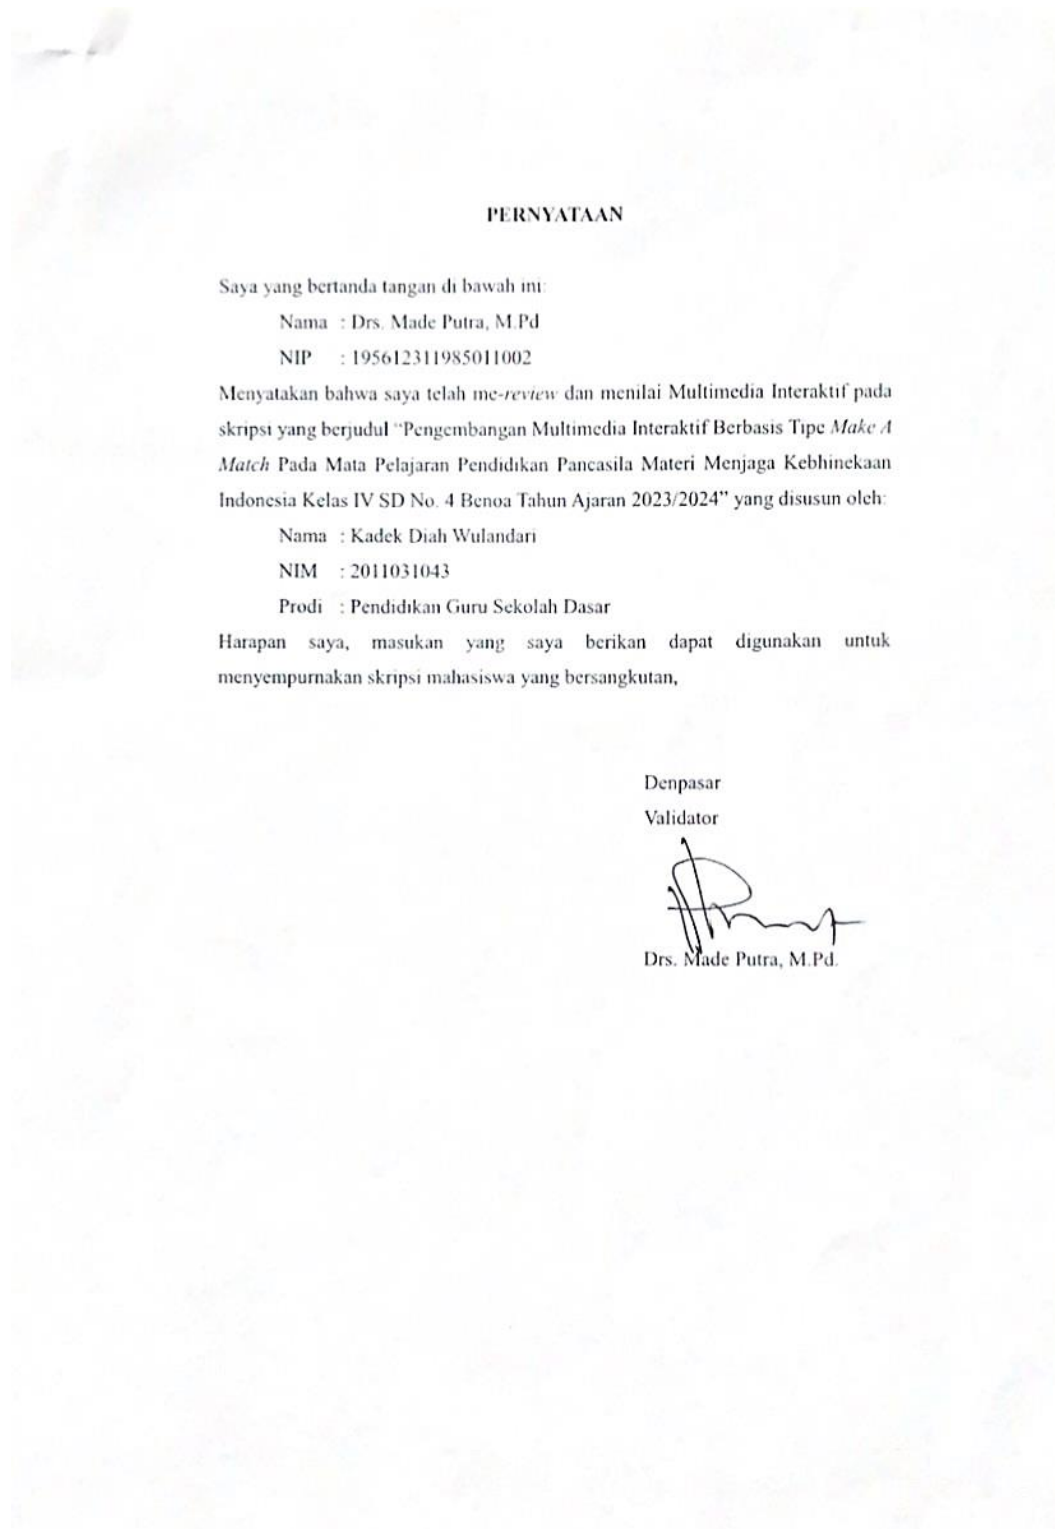 PERNYATAAN
Saya yang bertanda tangan di bawah ini:
Nama : Drs. Made Putra, M.Pd
NIP : 195612311985011002
Menyatakan bahwa saya telah me-review dan menilai Multimedia Interaktif pada
skripsi yang berjudul “Pengembangan Multimedia Interaktif Berbasis Tipe Make A
Match Pada Mata Pelajaran Pendidikan Pancasila Materi Menjaga Kebhinekaan
Indonesia Kelas IV SD No. 4 Benoa Tahun Ajaran 2023/2024” yang disusun oleh:
Nama : Kadek Diah Wulandari
NIM : 2011031043
Prodi : Pendidikan Guru Sekolah Dasar
Harapan saya, masukan yang saya berikan dapat digunakan untuk
menyempurnakan skripsi mahasiswa yang bersangkutan,
Denpasar
Validator
Drs. Made Putra, M.Pd.